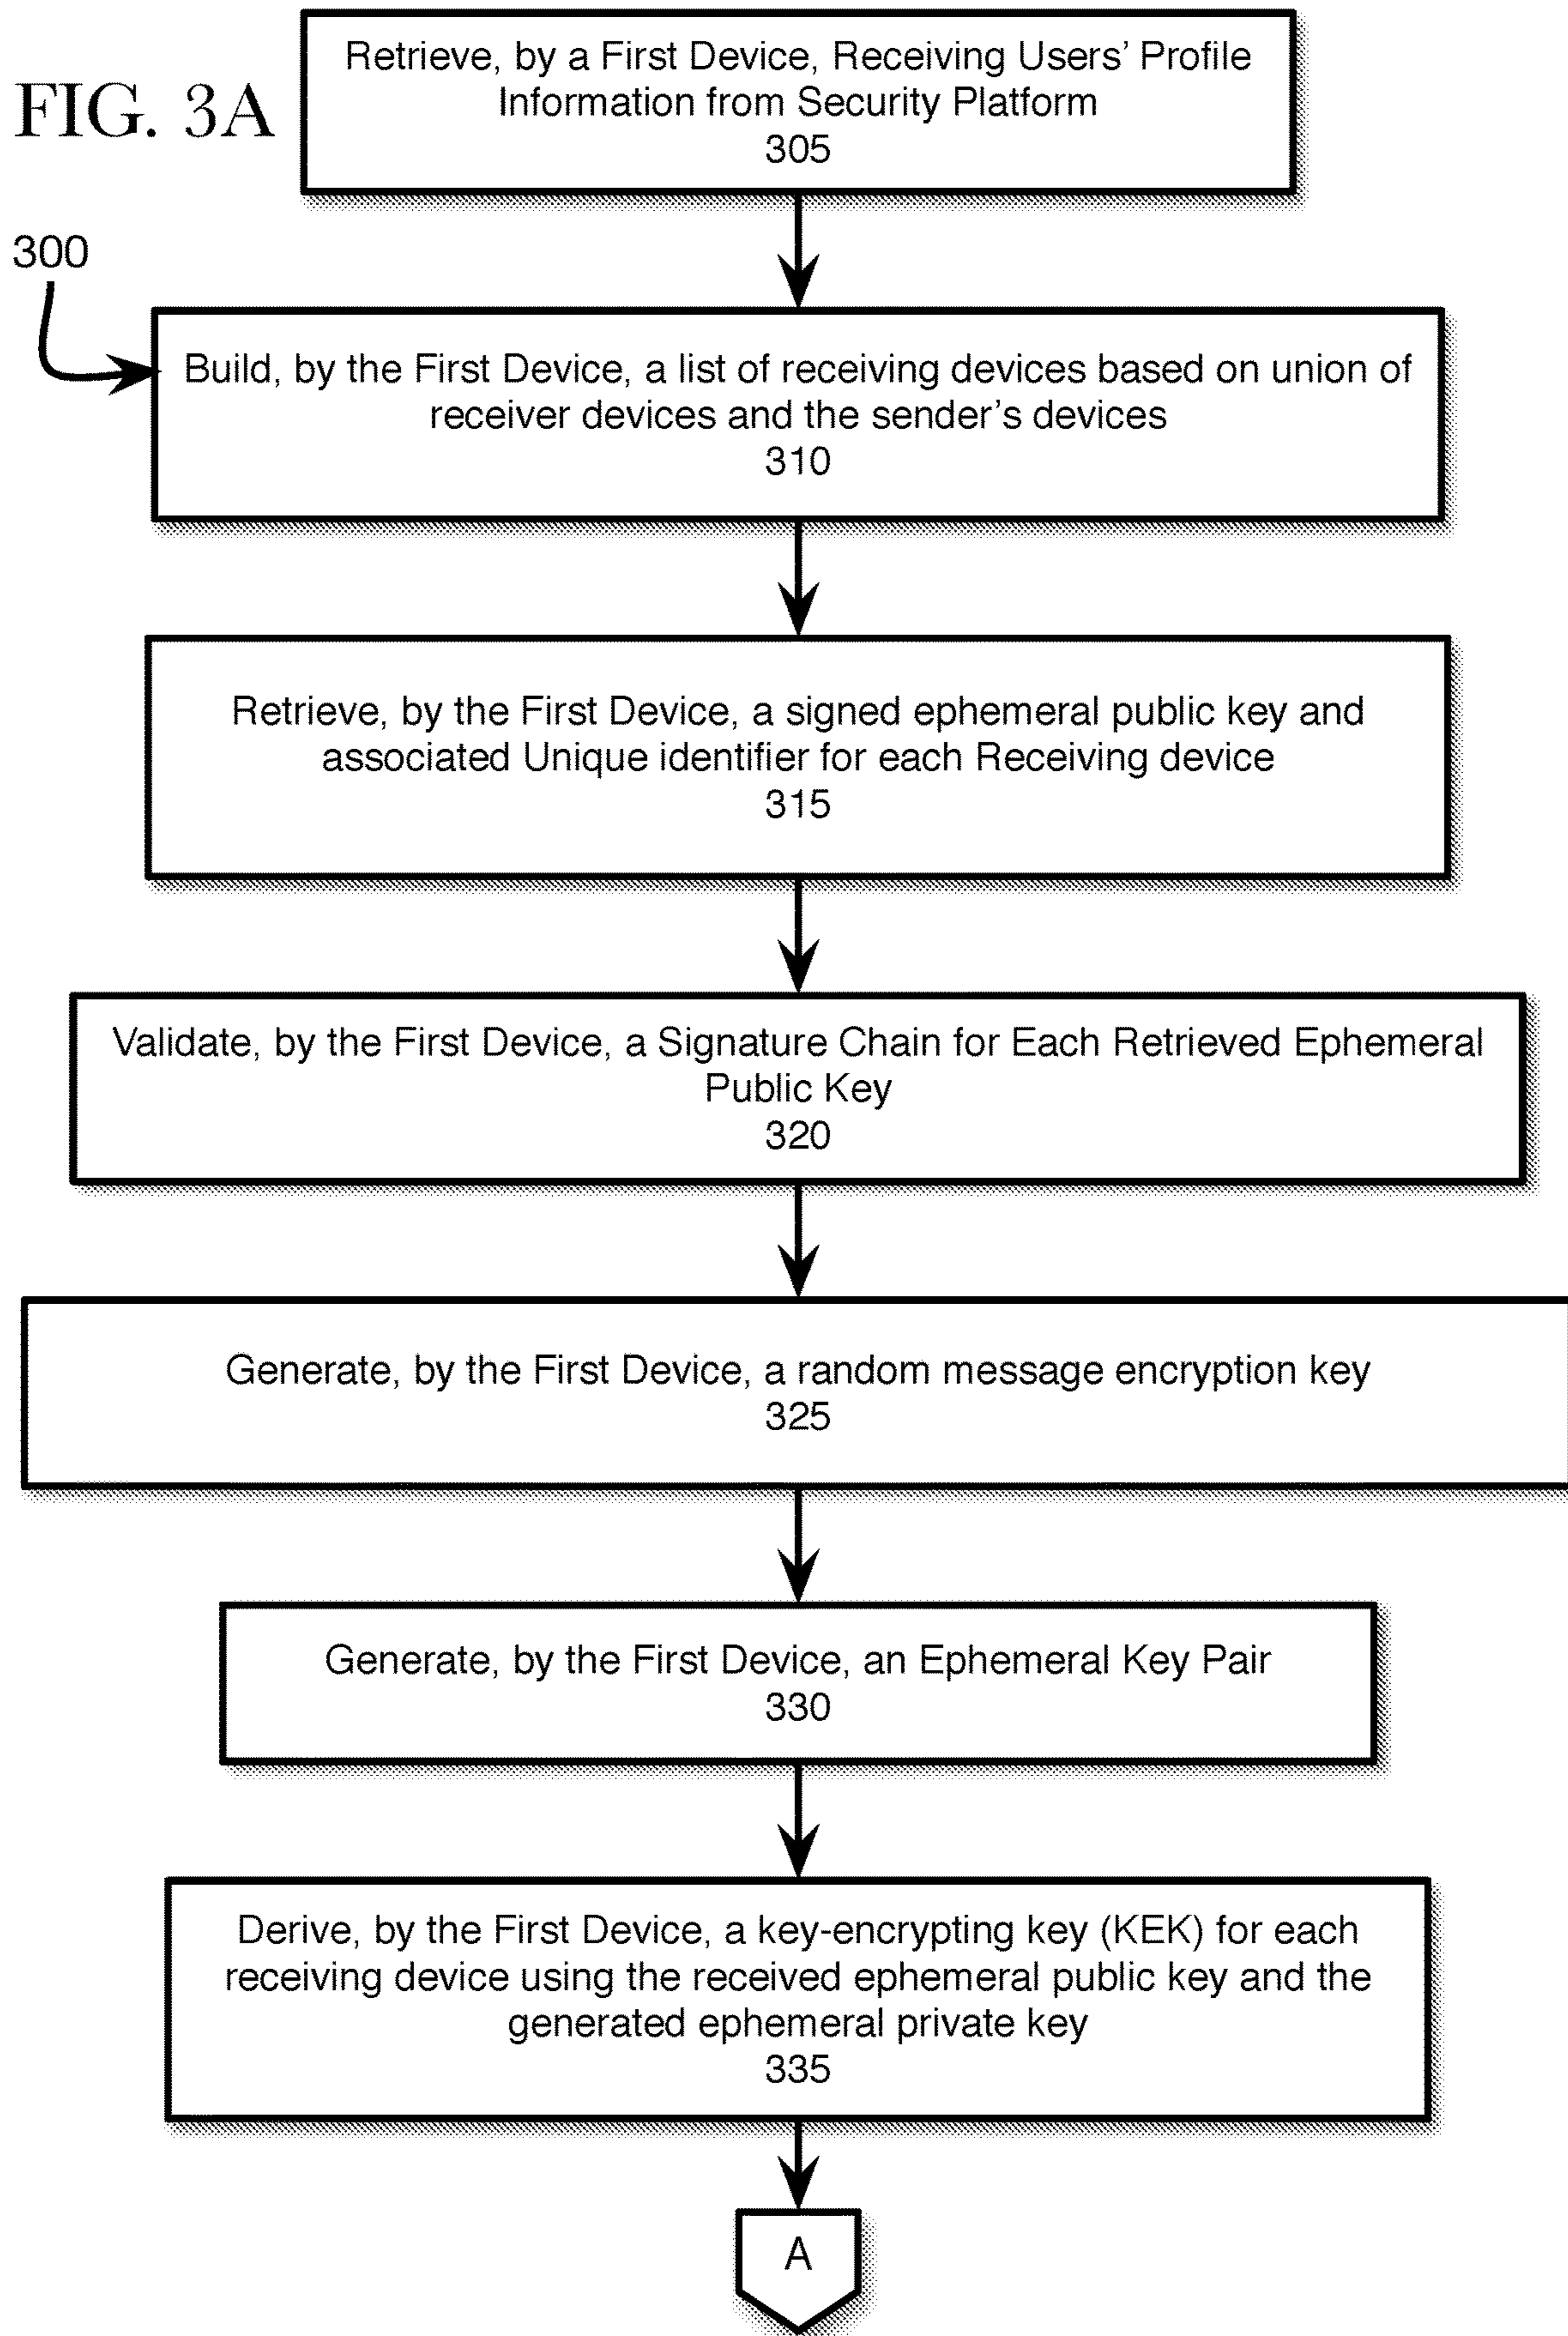 FIG. 3A
Retrieve, by a First Device, Receiving Users’ Profile
Information from Security Platform
305
300
Build, by the First Device, a list of receiving devices based on union of
receiver devices and the sender’s devices
310
Retrieve, by the First Device, a signed ephemeral public key and
associated Unique identifier for each Receiving device
315
Validate, by the First Device, a Signature Chain for Each Retrieved Ephemeral
Public Key
320
Generate, by the First Device, a random message encryption key
325
Generate, by the First Device, an Ephemeral Key Pair
330
Derive, by the First Device, a key-encrypting key (KEK) for each
receiving device using the received ephemeral public key and the
generated ephemeral private key
335
A